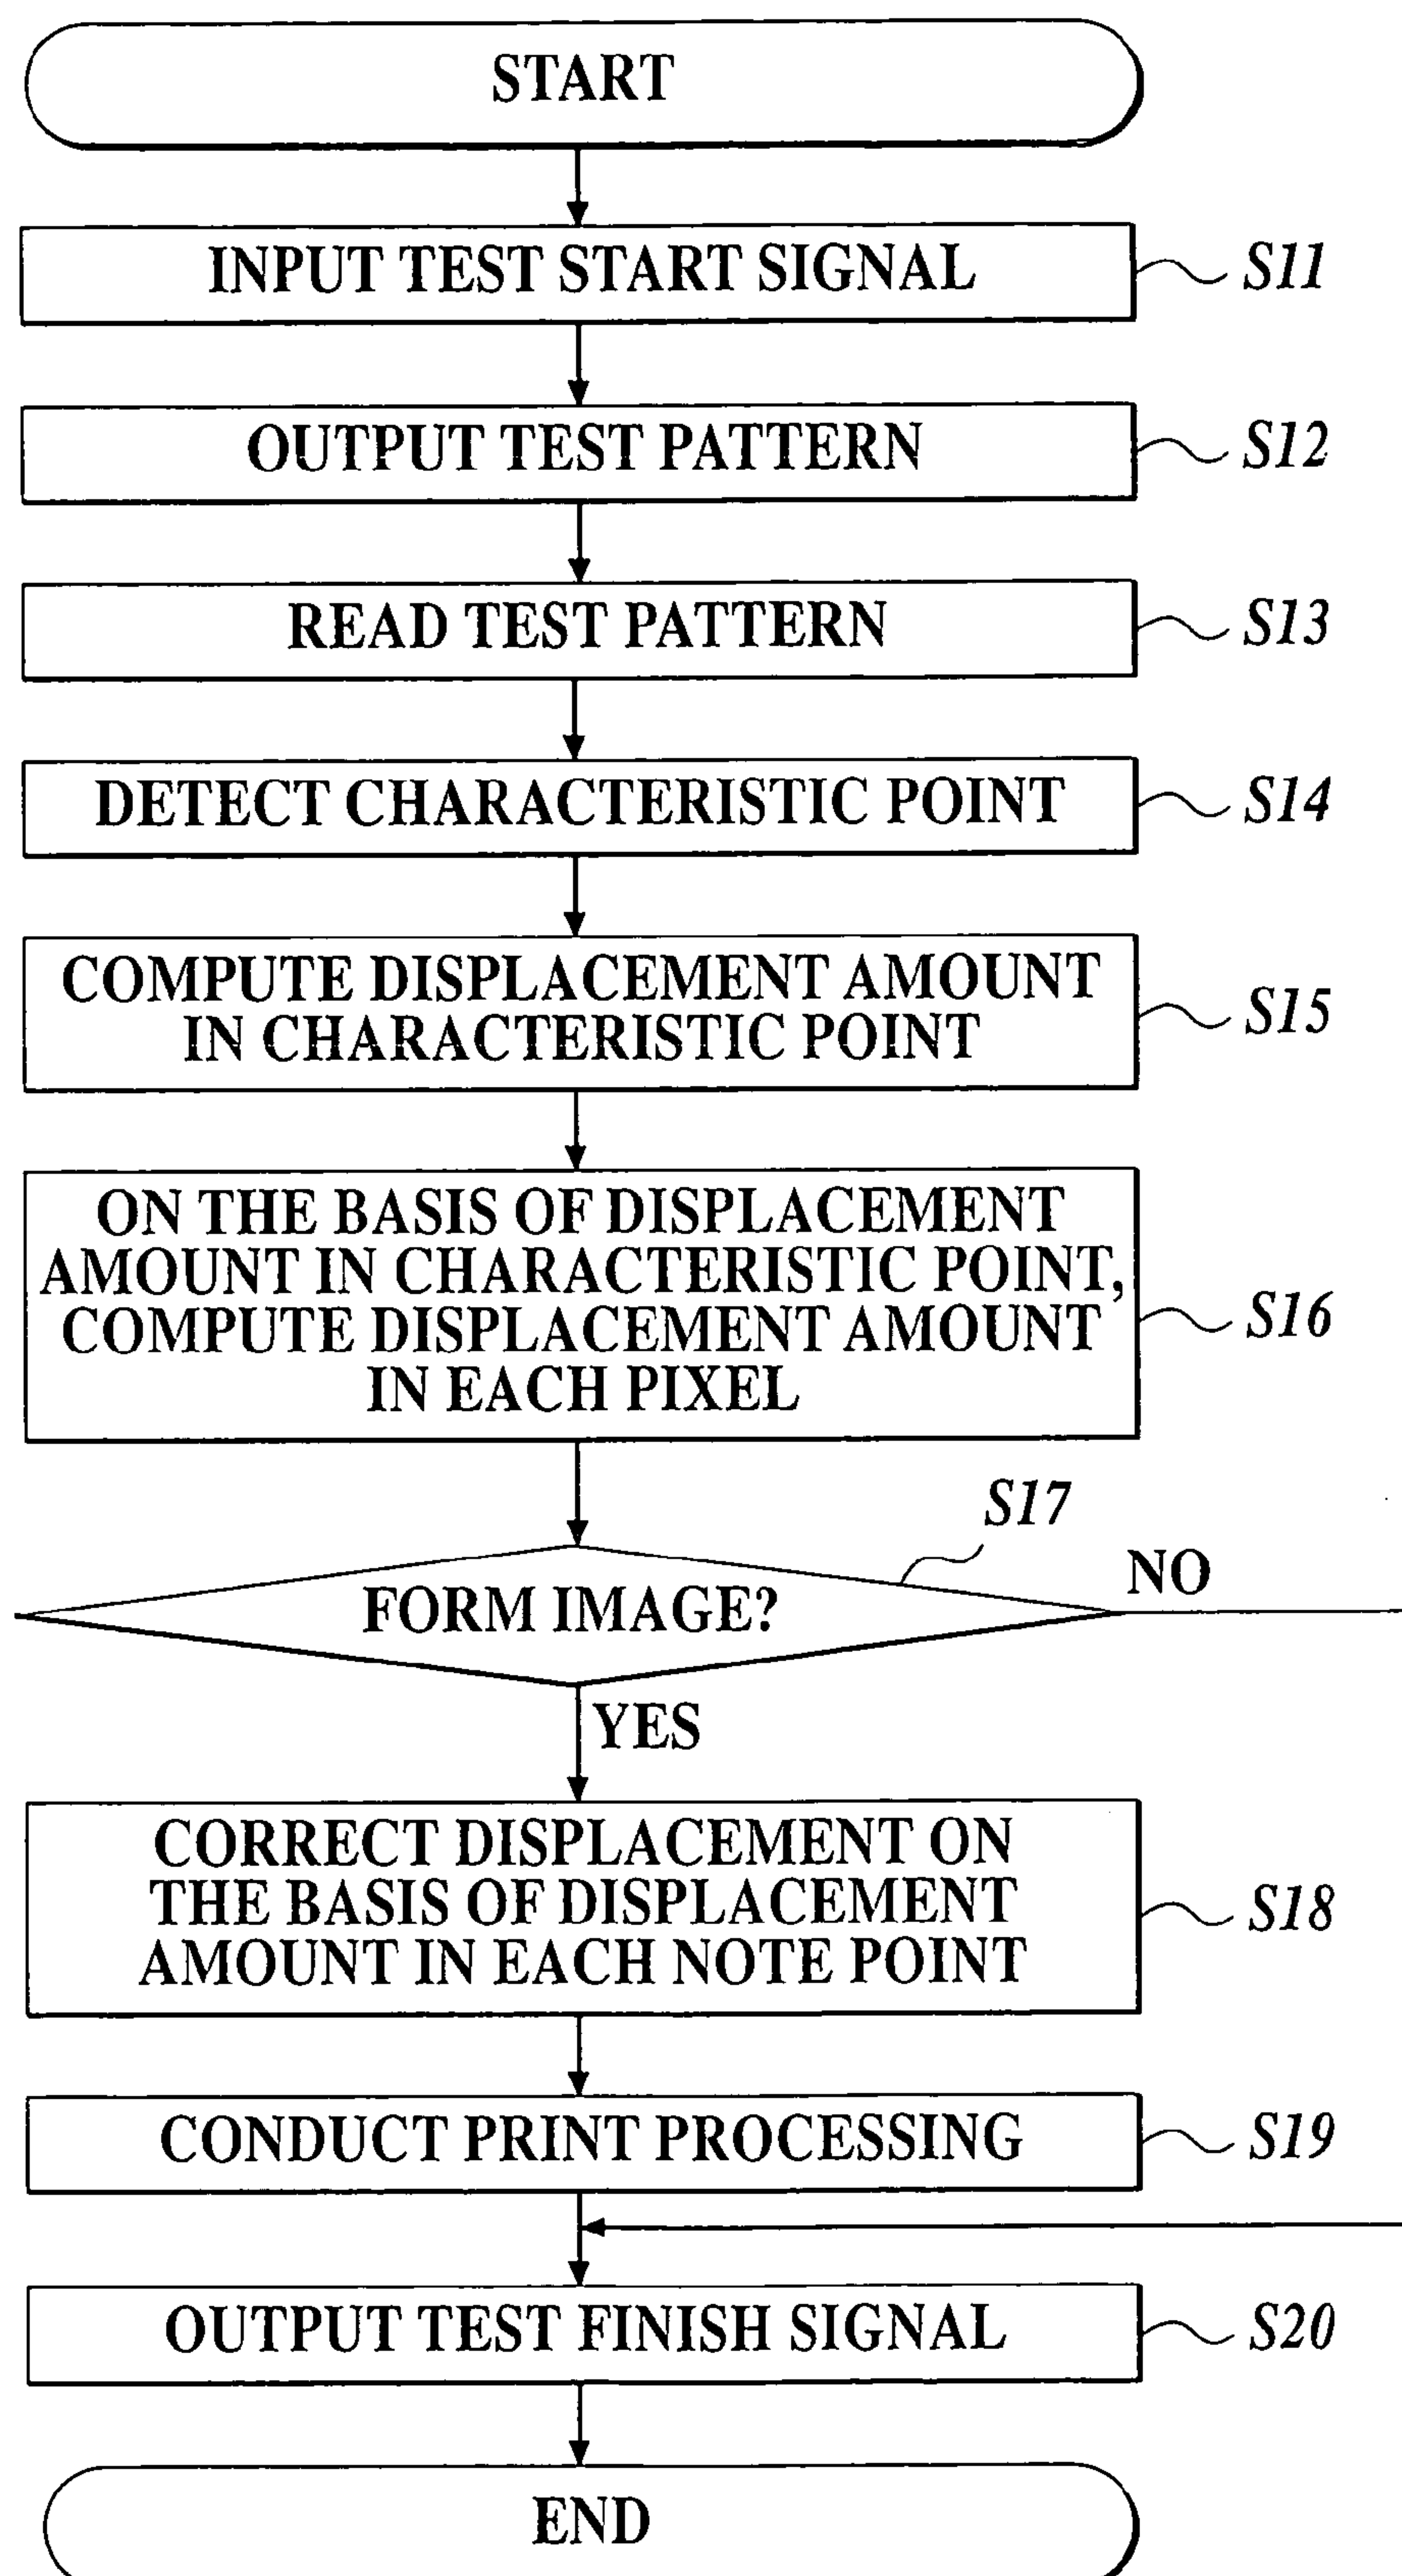 START
INPUT TEST START SIGNAL
S11
OUTPUT TEST PATTERN
S12
READ TEST PATTERN
S13
DETECT CHARACTERISTIC POINT
S14
COMPUTE DISPLACEMENT AMOUNT
IN CHARACTERISTIC POINT
S15
ON THE BASIS OF DISPLACEMENT
AMOUNT IN CHARACTERISTIC POINT,
COMPUTE DISPLACEMENT AMOUNT
IN EACH PIXEL
S16
S17
NO
FORM IMAGE?
YES
CORRECT DISPLACEMENT ON
THE BASIS OF DISPLACEMENT
AMOUNT IN EACH NOTE POINT
S18
CONDUCT PRINT PROCESSING
S19
OUTPUT TEST FINISH SIGNAL
S20
END